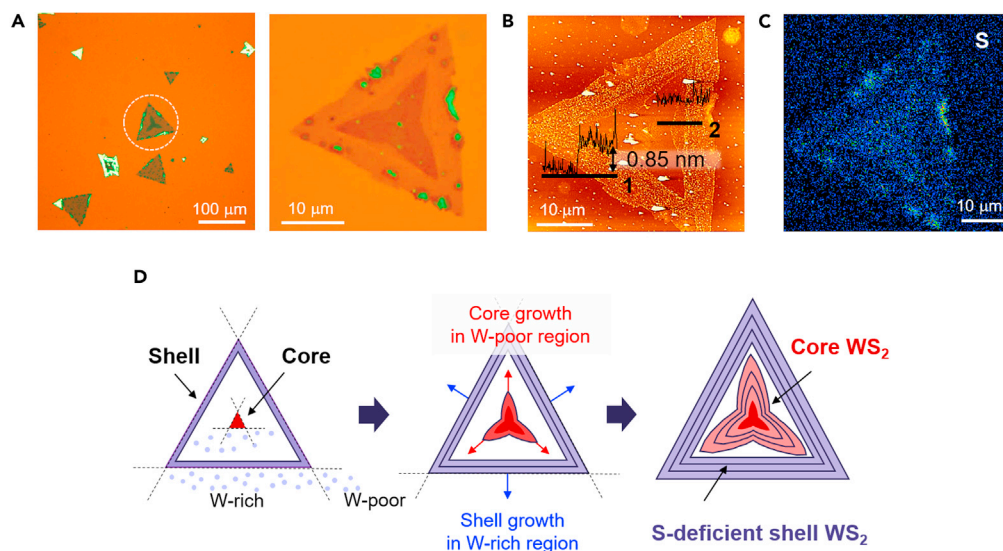 A
100 μm
10 μm
B
2
0.85 nm
1
10 μm
C
S
10 μm
D
Shell
Core
W-rich
W-poor
Core growth
in W-poor region
Shell growth
in W-rich region
Core WS₂
S-deficient shell WS₂